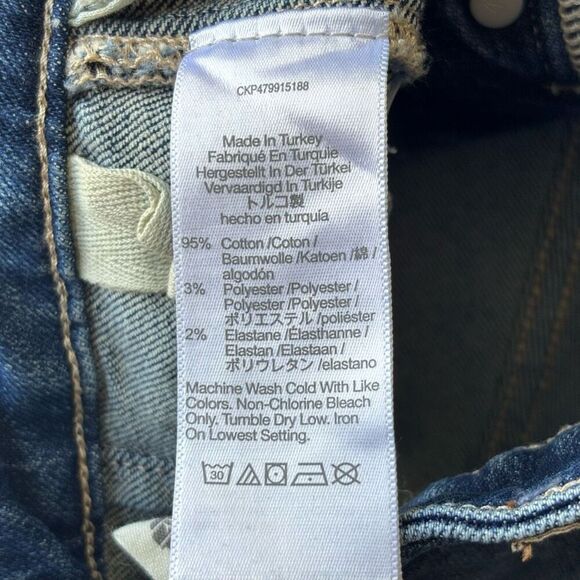 CKP479915188
Made In Turkey
Fabriqué En Turquie
Hergestellt In Der Türkei
Vervaardigd In Turkije
トルコ製
hecho en turquía
95% Cotton /Coton /
Baumwolle /Katoen /綿 /
algodón
3% Polyester /Polyester /
Polyester /Polyester /
ポリエステル /poliéster
2% Elastane /Élasthanne /
Elastan /Elastaan /
ポリウレタン /elastano
Machine Wash Cold With Like
Colors. Non-Chlorine Bleach
Only. Tumble Dry Low. Iron
On Lowest Setting.
30